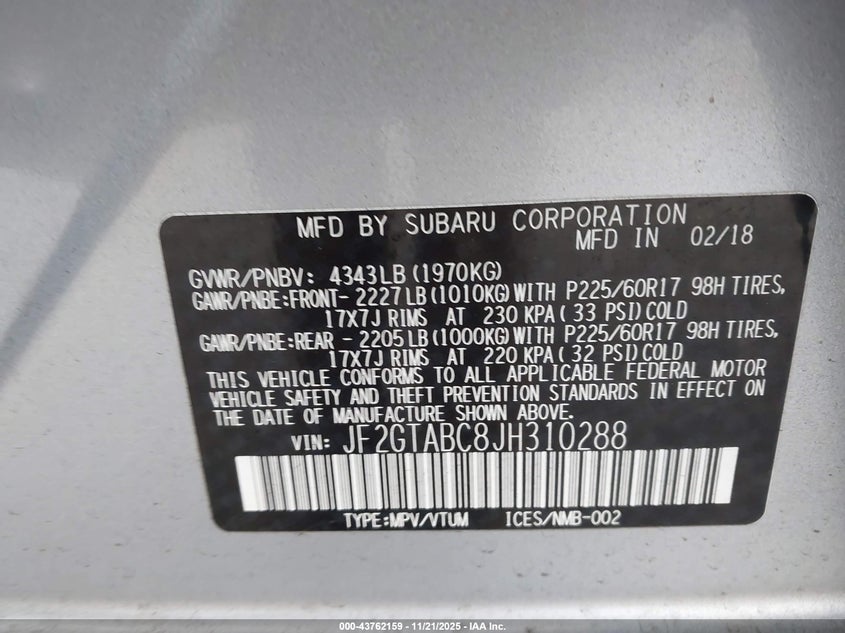 MFD BY SUBARU CORPORATION
MFD IN 02/18
GVWR/PNBV: 4343LB(1970KG)
GAWR/PNBE:FRONT- 2227LB(1010KG)WITH P225/60R17 98H TIRES,
17X7J RIMS AT 230 KPA( 33 PSI)COLD
GAWR/PNBE:REAR - 2205LB(1000KG)WITH P225/60R17 98H TIRES,
17X7J RIMS AT 220 KPA( 32 PSI)COLD
THIS VEHICLE CONFORMS TO ALL APPLICABLE FEDERAL MOTOR
VEHICLE SAFETY AND THEFT PREVENTION STANDARDS IN EFFECT ON
THE DATE OF MANUFACTURE SHOWN ABOVE.
VIN: JF2GTABC8JH310288
TYPE:MPV/VTUM ICES/NMB-002
000-43762159 - 11/21/2025 - IAA Inc.